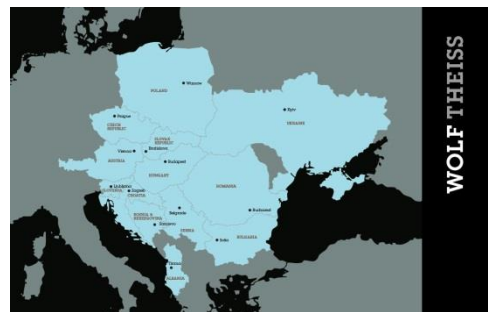 WOLF THEISS
Warsaw
POLAND
Kyiv
UKRAINE
Prague
CZECH
REPUBLIC
SLOVAK
REPUBLIC
Bratislava
Vienna
AUSTRIA
Budapest
HUNGARY
Ljubljana
SLOVENIA
Zagreb
CROATIA
ROMANIA
Bucharest
BOSNIA &
HERZEGOVINA
Sarajevo
Belgrade
SERBIA
Sofia
BULGARIA
Tirana
ALBANIA